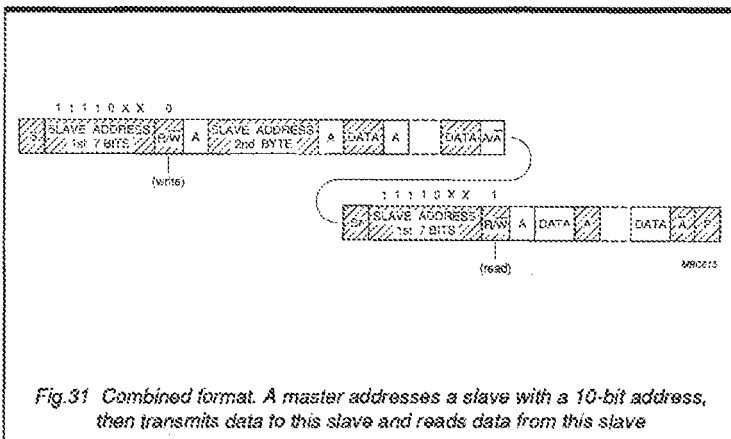 1 1 1 1 0 X X 0
S SLAVE ADDRESS 1st 7 BITS R/W̅ A SLAVE ADDRESS 2nd BYTE A DATA A DATA A/A̅
(write)
1 1 1 1 0 X X 1
Sr SLAVE ADDRESS 1st 7 BITS R/W̅ A DATA A DATA A̅ P
(read)
Fig.31 Combined format. A master addresses a slave with a 10-bit address,
then transmits data to this slave and reads data from this slave